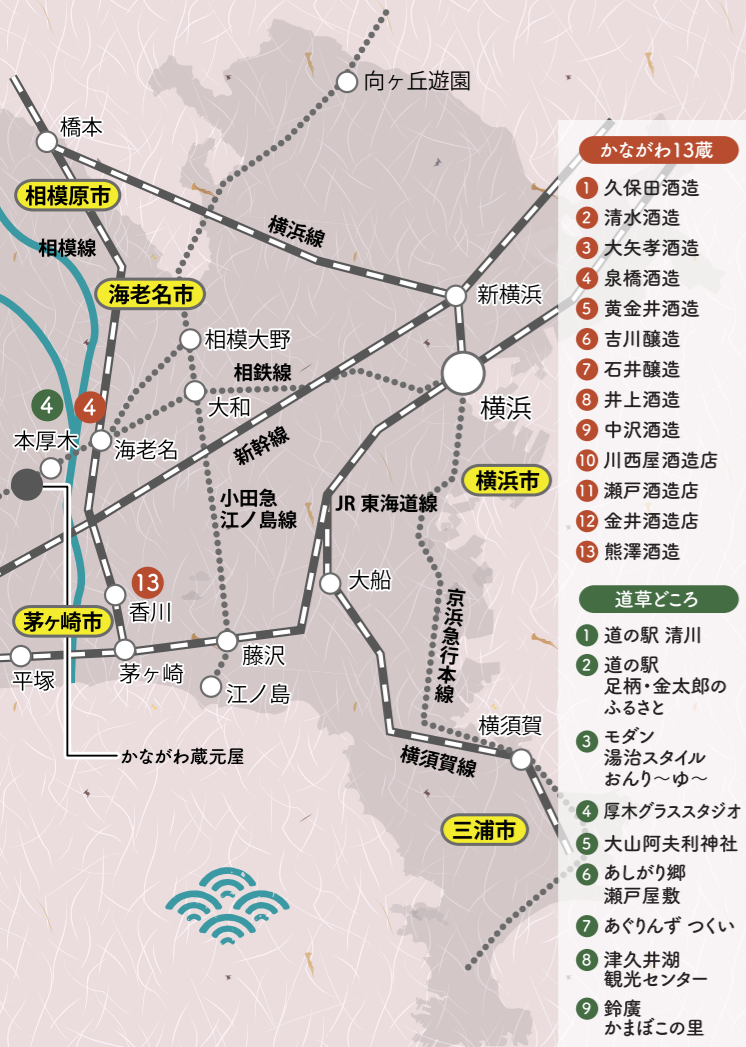 向ヶ丘遊園
橋本
相模原市
相模線
横浜線
海老名市
新横浜
相模大野
相鉄線
大和
横浜
4
4
本厚木
海老名
新幹線
小田急
江ノ島線
JR 東海道線
横浜市
大船
13
香川
茅ヶ崎市
京浜急行本線
平塚
茅ヶ崎
藤沢
江ノ島
かながわ蔵元屋
横須賀
横須賀線
三浦市
かながわ13蔵
1 久保田酒造
2 清水酒造
3 大矢孝酒造
4 泉橋酒造
5 黄金井酒造
6 吉川醸造
7 石井醸造
8 井上酒造
9 中沢酒造
10 川西屋酒造店
11 瀬戸酒造店
12 金井酒造店
13 熊澤酒造
道草どころ
1 道の駅 清川
2 道の駅
足柄・金太郎の
ふるさと
3 モダン
湯治スタイル
おんり〜ゆ〜
4 厚木グラススタジオ
5 大山阿夫利神社
6 あしがり郷
瀬戸屋敷
7 あぐりんず つくい
8 津久井湖
観光センター
9 鈴廣
かまぼこの里